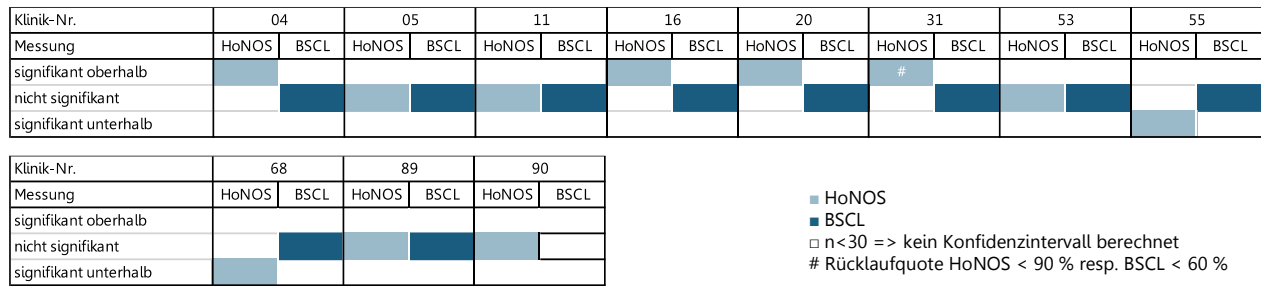 Klinik-Nr. 04 05 11 16 20 31 53 55
Messung HoNOS BSCL HoNOS BSCL HoNOS BSCL HoNOS BSCL HoNOS BSCL HoNOS BSCL HoNOS BSCL HoNOS BSCL
signifikant oberhalb #
nicht signifikant
signifikant unterhalb
Klinik-Nr. 68 89 90
Messung HoNOS BSCL HoNOS BSCL HoNOS BSCL
signifikant oberhalb
nicht signifikant
signifikant unterhalb
HoNOS
BSCL
n<30 => kein Konfidenzintervall berechnet
# Rücklaufquote HoNOS < 90 % resp. BSCL < 60 %